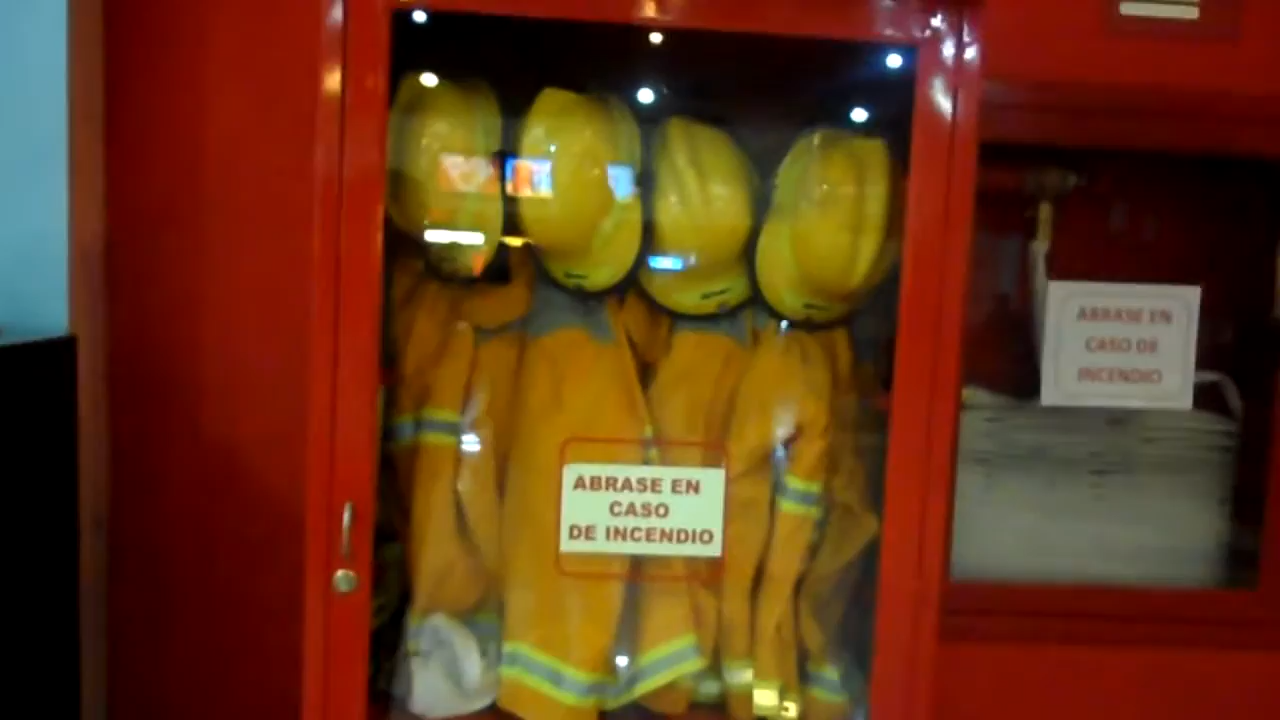 ABRASE EN
CASO
DE INCENDIO
ABRASE EN
CASO DE
INCENDIO